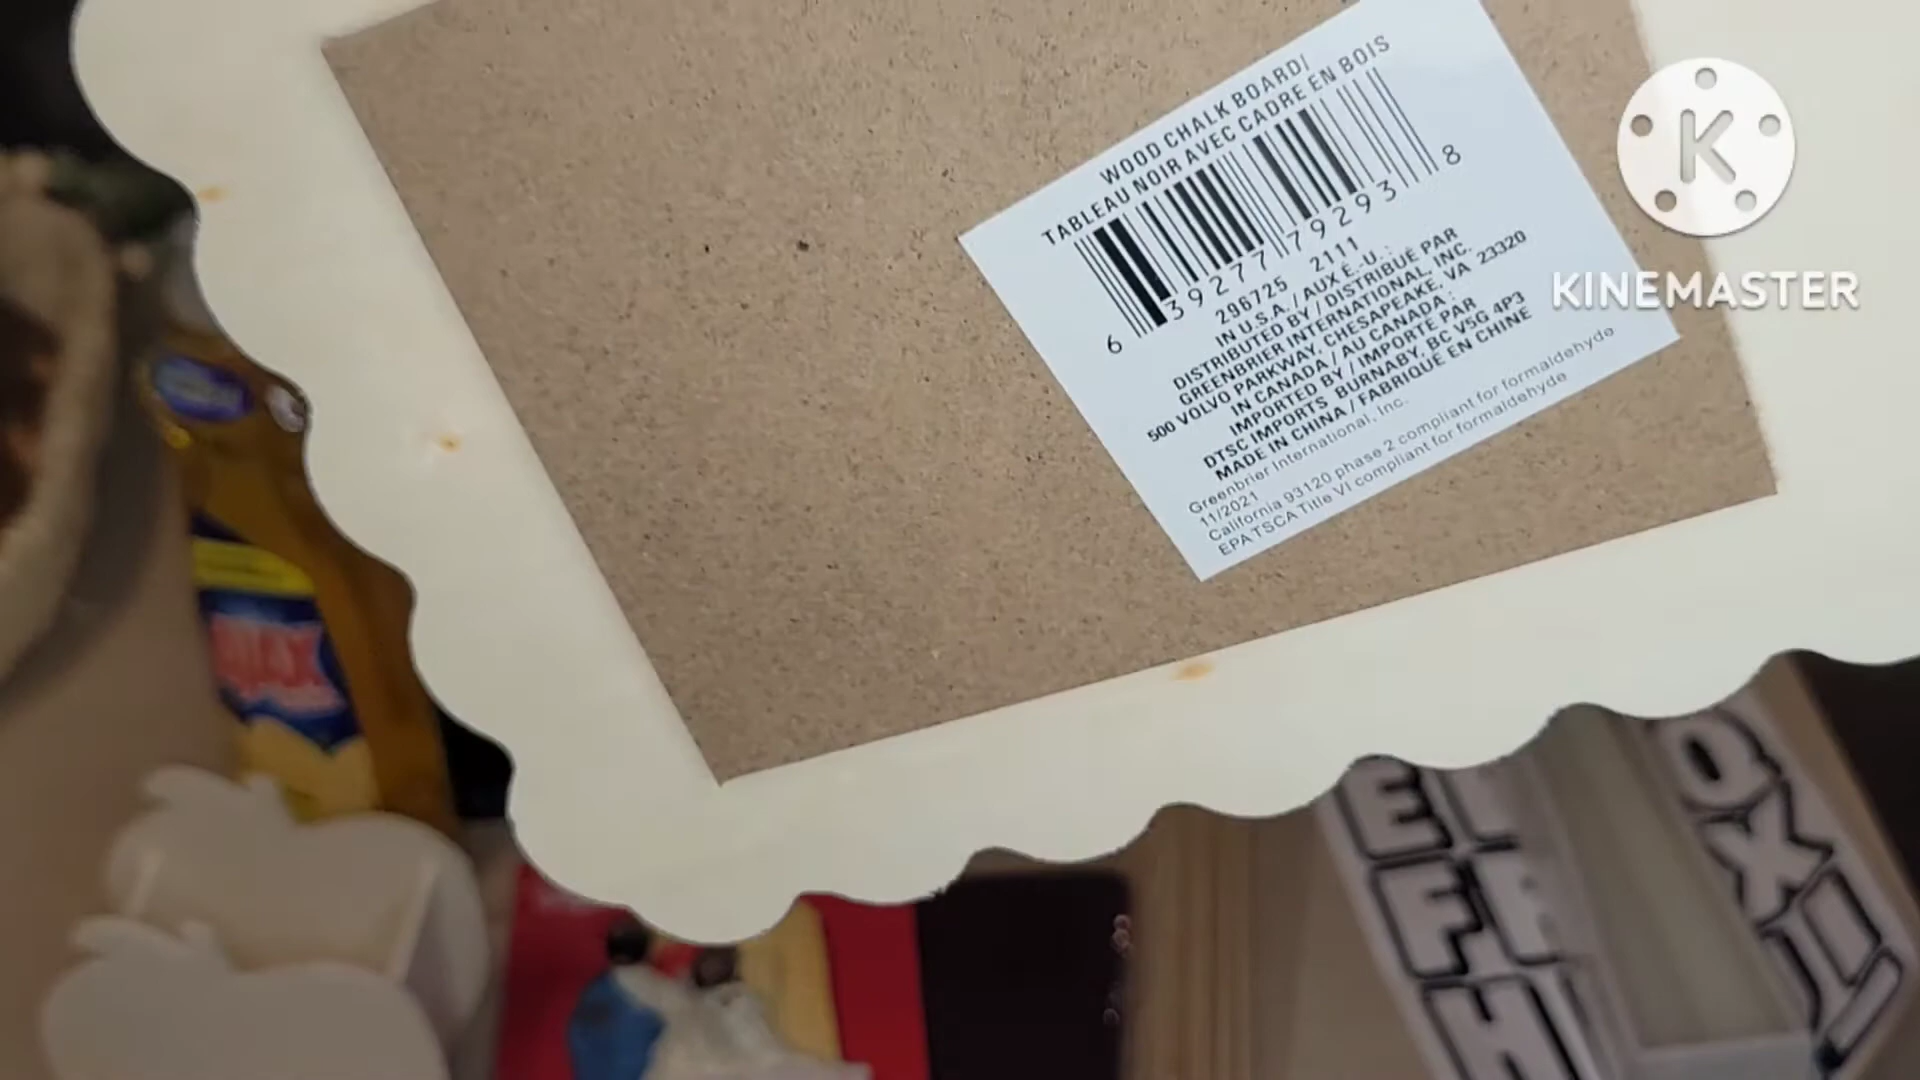 WOOD CHALK BOARD/
TABLEAU NOIR AVEC CADRE EN BOIS
6 39277 79293 8
296725 2111
IN U.S.A. / AUX É.-U. :
DISTRIBUTED BY / DISTRIBUÉ PAR
GREENBRIER INTERNATIONAL, INC.
500 VOLVO PARKWAY, CHESAPEAKE, VA 23320
IN CANADA / AU CANADA :
IMPORTED BY / IMPORTÉ PAR
DTSC IMPORTS BURNABY, BC V5G 4P3
MADE IN CHINA / FABRIQUÉ EN CHINE
Greenbrier International, Inc.
11/2021
California 93120 phase 2 compliant for formaldehyde
EPA TSCA Title VI compliant for formaldehyde
K
KINEMASTER